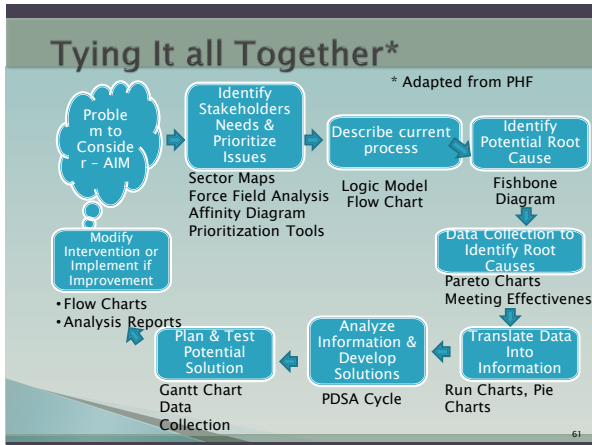 Tying It all Together*
* Adapted from PHF
Proble
m to
Conside
r – AIM
Identify
Stakeholders
Needs &
Prioritize
Issues
Sector Maps
Force Field Analysis
Affinity Diagram
Prioritization Tools
Describe current
process
Logic Model
Flow Chart
Identify
Potential Root
Cause
Fishbone
Diagram
Data Collection to
Identify Root
Causes
Pareto Charts
Meeting Effectivenes
Translate Data
Into
Information
Run Charts, Pie
Charts
Analyze
Information &
Develop
Solutions
PDSA Cycle
Plan & Test
Potential
Solution
Gantt Chart
Data
Collection
Modify
Intervention or
Implement if
Improvement
•Flow Charts
•Analysis Reports
61